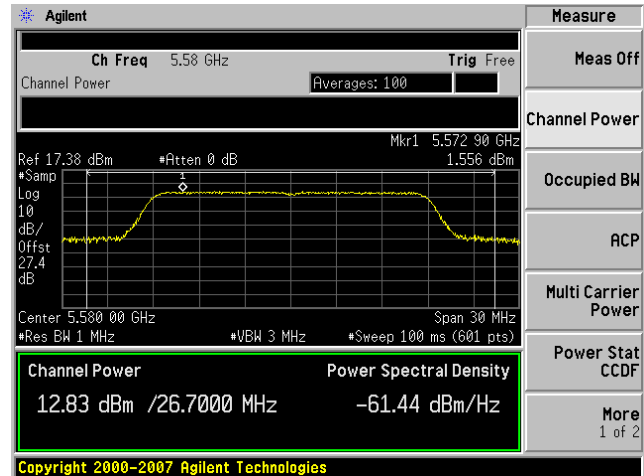 Agilent
Measure
Ch Freq 5.58 GHz Trig Free
Channel Power Averages: 100
Mkr1 5.572 90 GHz
Ref 17.38 dBm #Atten 0 dB 1.556 dBm
#Samp
Log
10
dB/
Offst
27.4
dB
1
Center 5.580 00 GHz Span 30 MHz
#Res BW 1 MHz #VBW 3 MHz #Sweep 100 ms (601 pts)
Channel Power Power Spectral Density
12.83 dBm /26.7000 MHz -61.44 dBm/Hz
Meas Off
Channel Power
Occupied BW
ACP
Multi Carrier
Power
Power Stat
CCDF
More
1 of 2
Copyright 2000-2007 Agilent Technologies